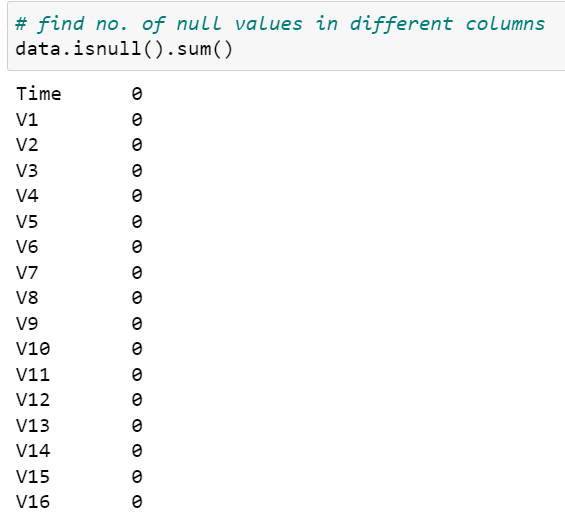 # find no. of null values in different columns
data.isnull().sum()
Time 0
V1 0
V2 0
V3 0
V4 0
V5 0
V6 0
V7 0
V8 0
V9 0
V10 0
V11 0
V12 0
V13 0
V14 0
V15 0
V16 0